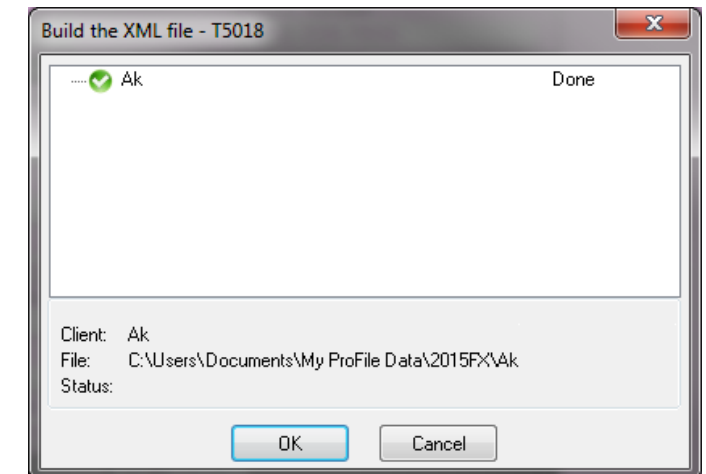 Build the XML file - T5018
Ak Done
Client: Ak
File: C:\Users\Documents\My ProFile Data\2015FX\Ak
Status:
OK Cancel